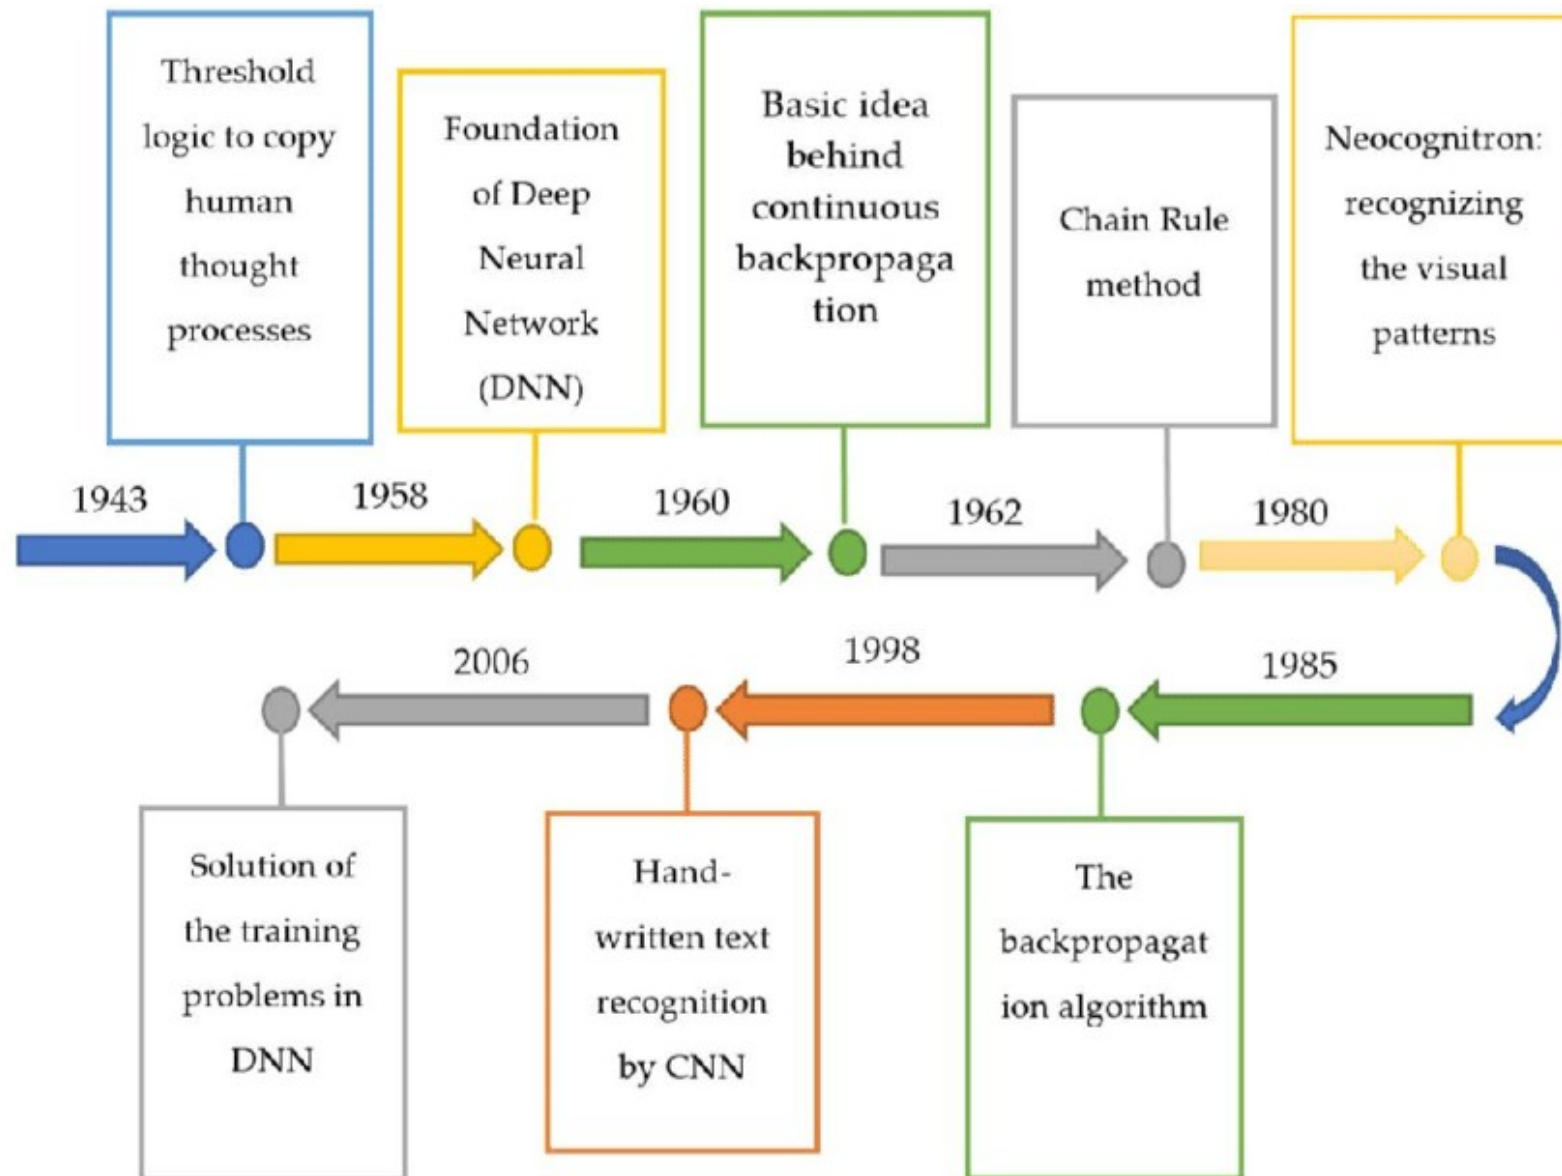 Threshold
logic to copy
human
thought
processes
Foundation
of Deep
Neural
Network
(DNN)
Basic idea
behind
continuous
backpropaga
tion
Chain Rule
method
Neocognitron:
recognizing
the visual
patterns
1943
1958
1960
1962
1980
2006
1998
1985
Solution of
the training
problems in
DNN
Hand-
written text
recognition
by CNN
The
backpropagat
ion algorithm